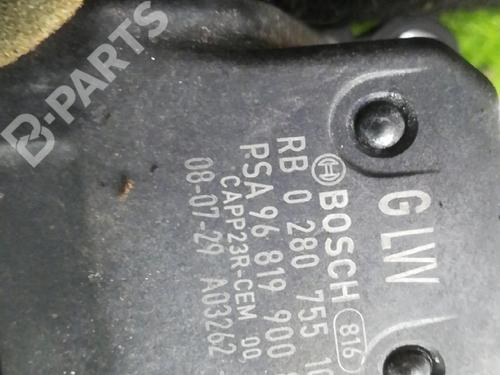 B-PARTS
GLW
BOSCH 816
RB 0 280 755 1
PSA 96 819 900
CAPP23R-CEM 00
08-07-29 A03262